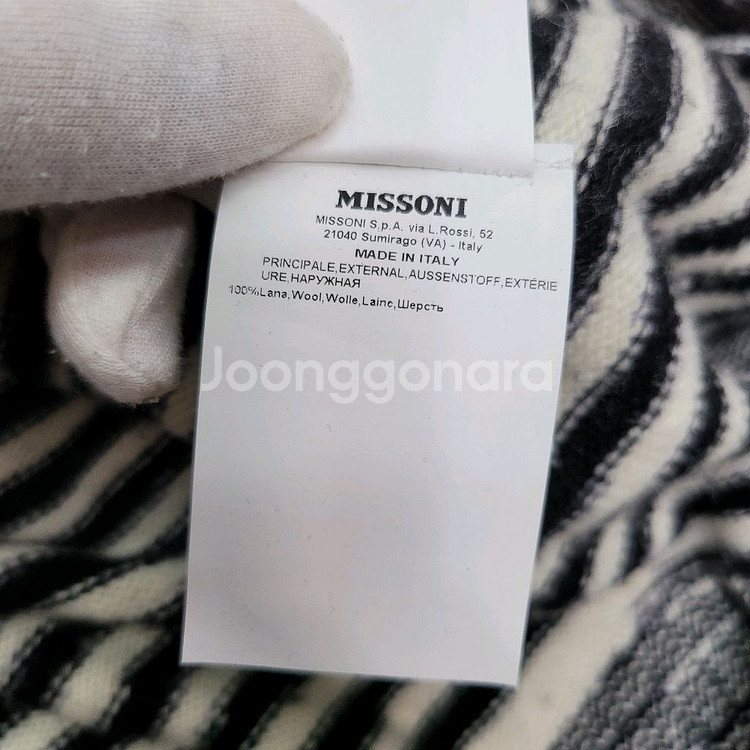 MISSONI
MISSONI S.p.A. via L.Rossi, 52
21040 Sumirago (VA) - Italy
MADE IN ITALY
PRINCIPALE,EXTERNAL,AUSSENSTOFF,EXTÉRIE
URE,НАРУЖНАЯ
100%Lana,Wool,Wolle,Laine,Шерсть
Joonggonara